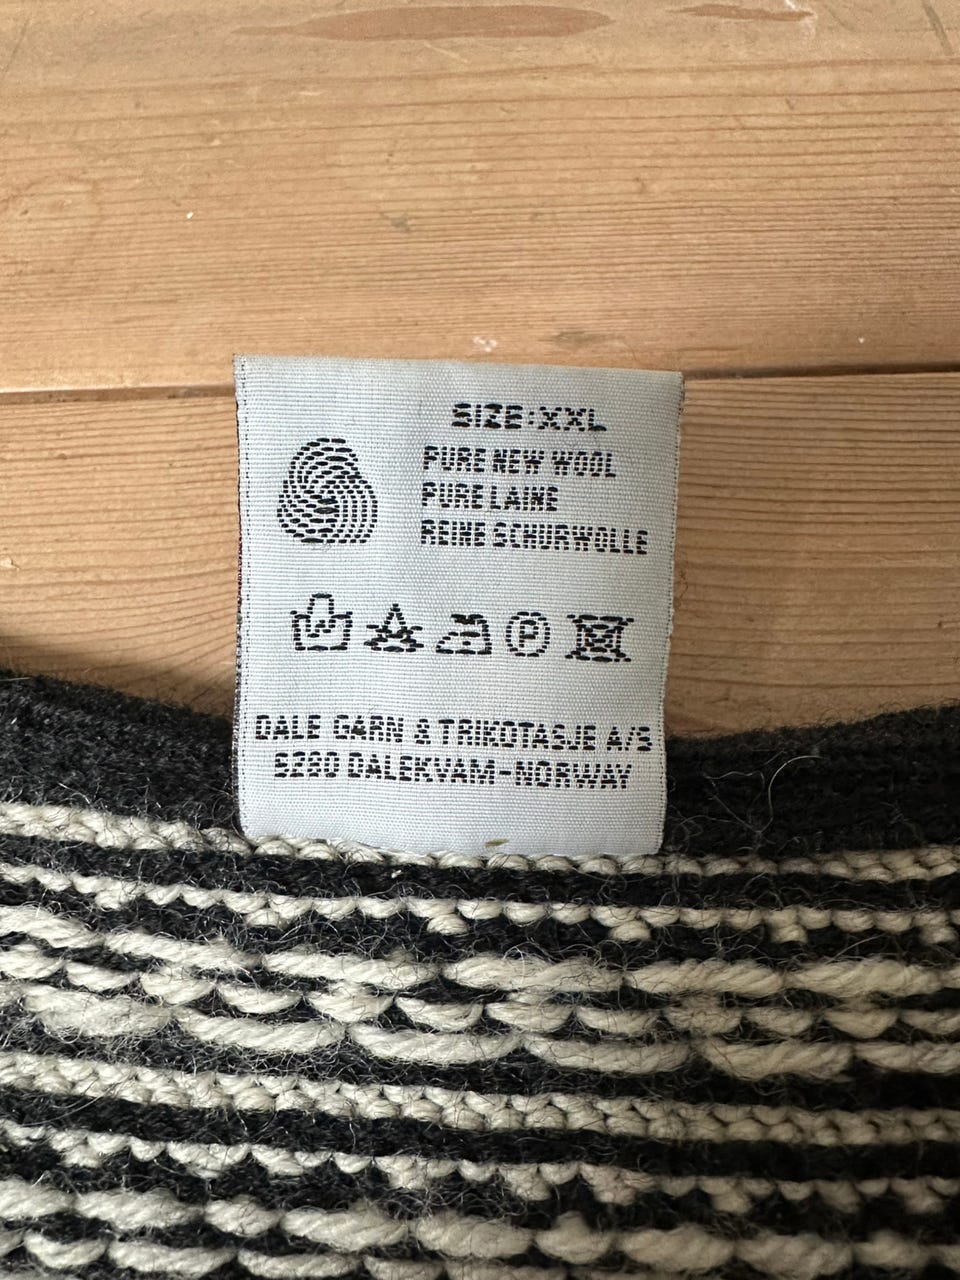 SIZE:XXL
PURE NEW WOOL
PURE LAINE
REINE SCHURWOLLE
P
DALE GARN & TRIKOTASJE A/S
5280 DALEKVAM-NORWAY